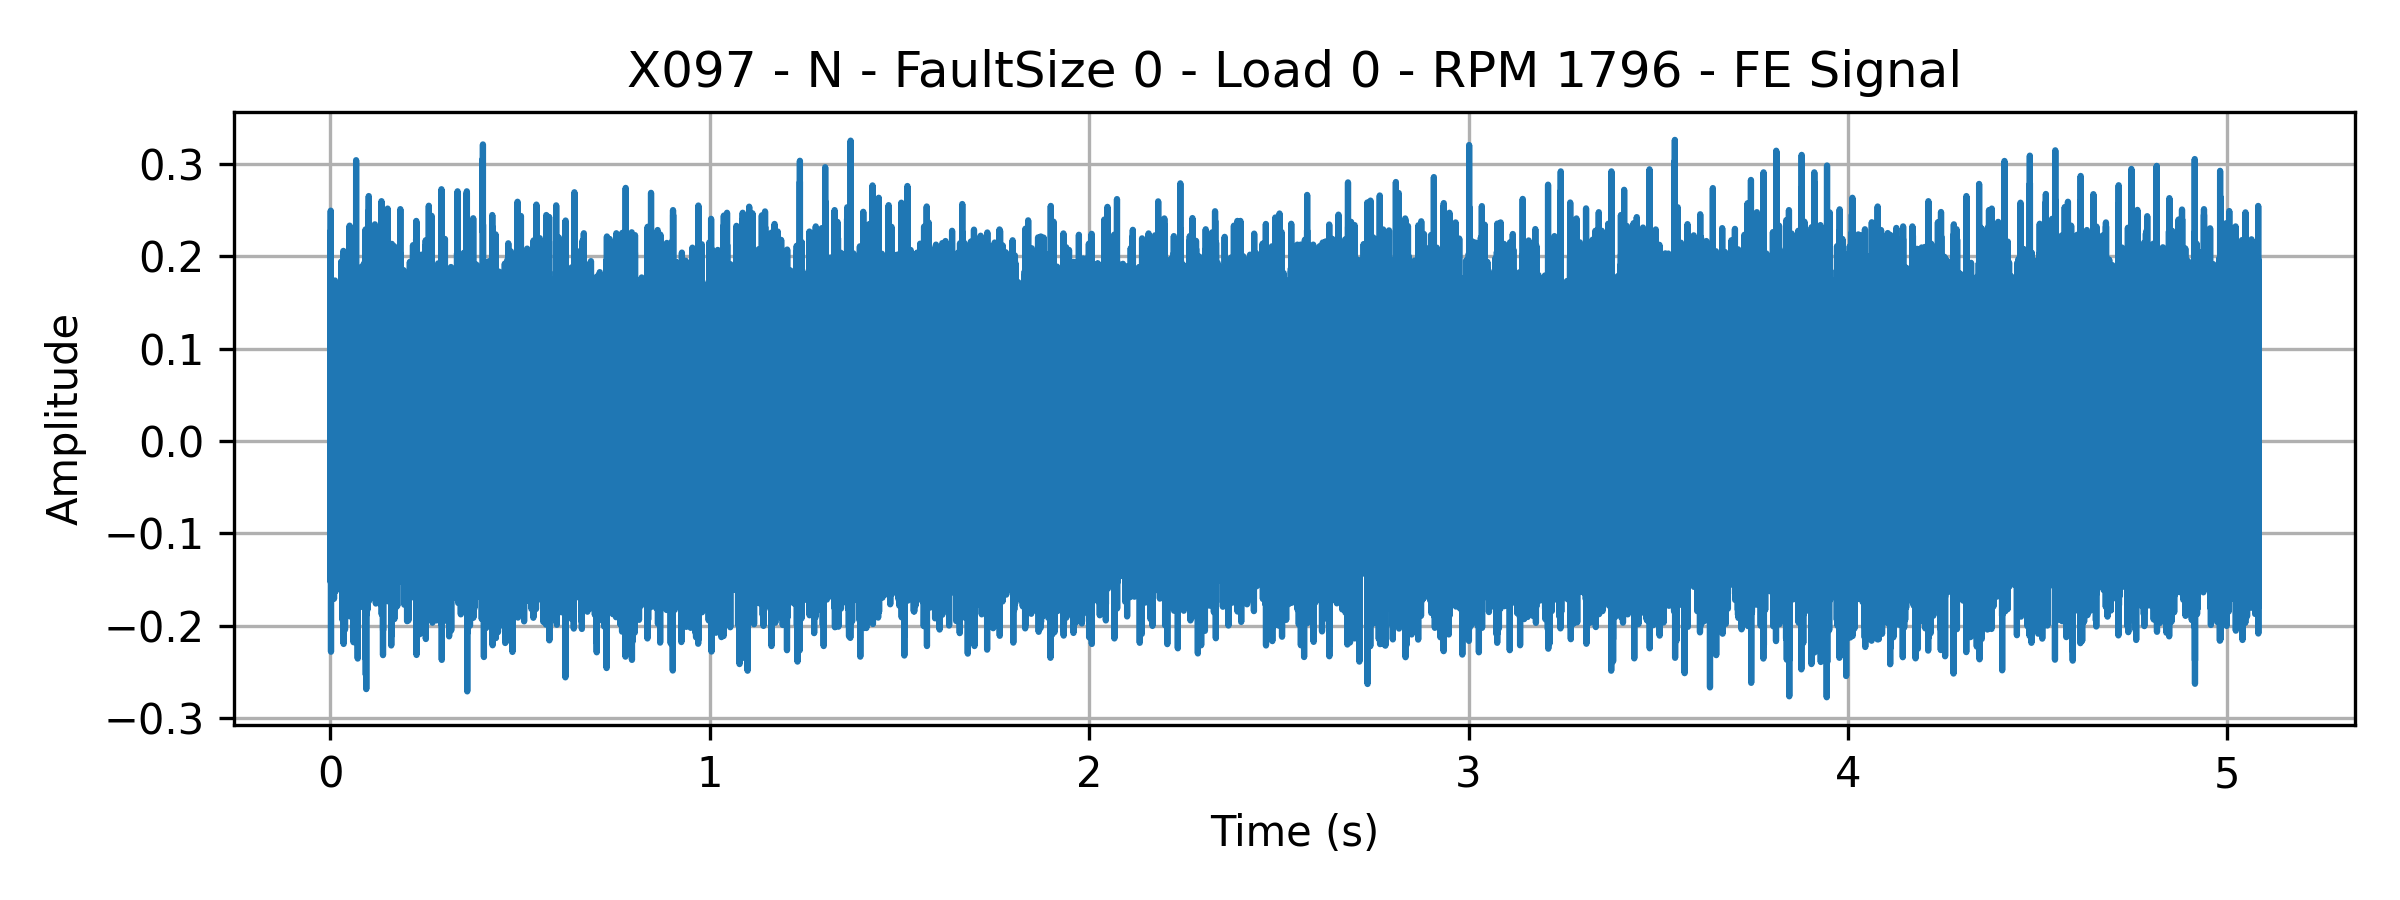 X097 - N - FaultSize 0 - Load 0 - RPM 1796 - FE Signal
Amplitude
0.3
0.2
0.1
0.0
−0.1
−0.2
−0.3
0 1 2 3 4 5
Time (s)